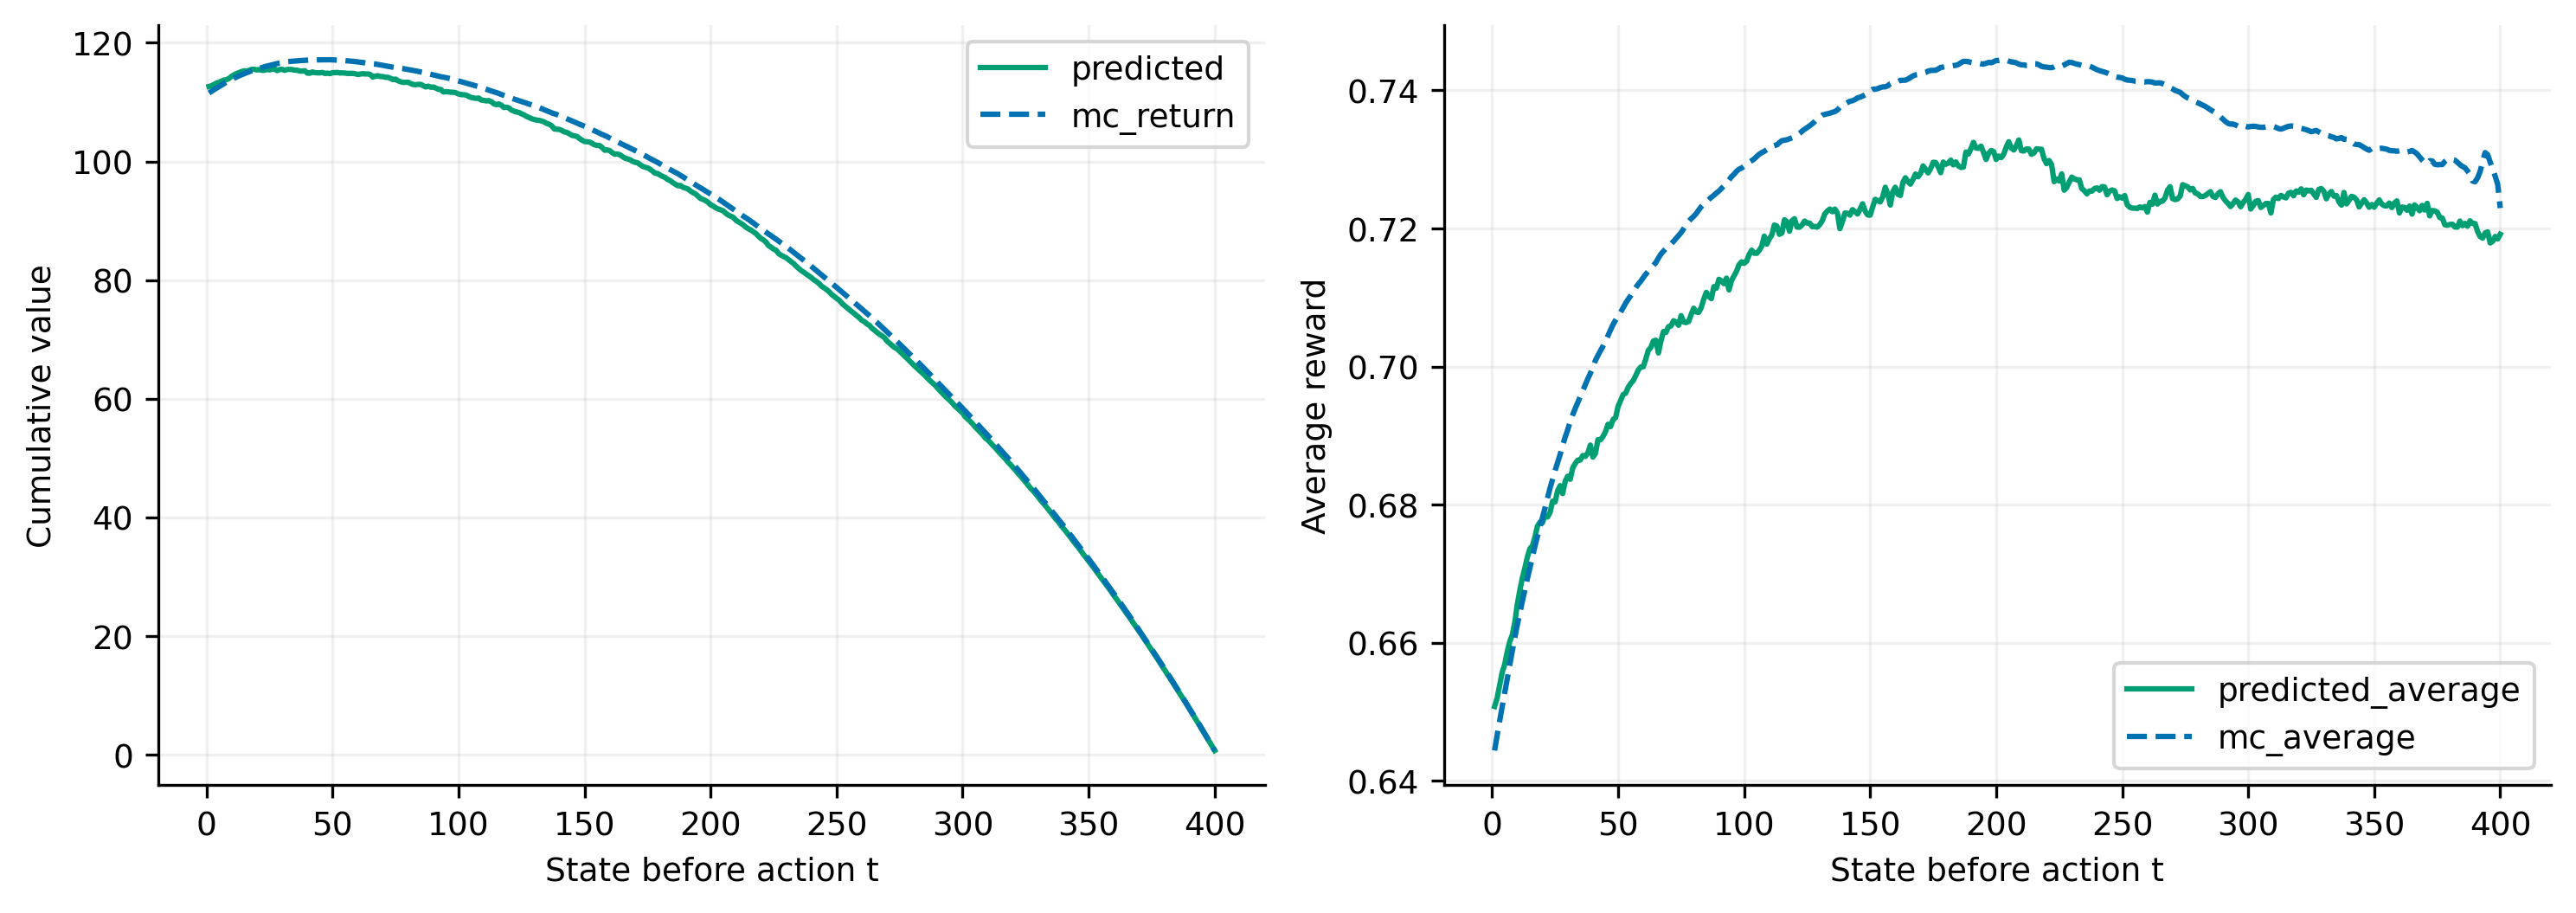 Cumulative value
120
100
80
60
40
20
0
0 50 100 150 200 250 300 350 400
State before action t
predicted
mc_return
Average reward
0.74
0.72
0.70
0.68
0.66
0.64
0 50 100 150 200 250 300 350 400
State before action t
predicted_average
mc_average